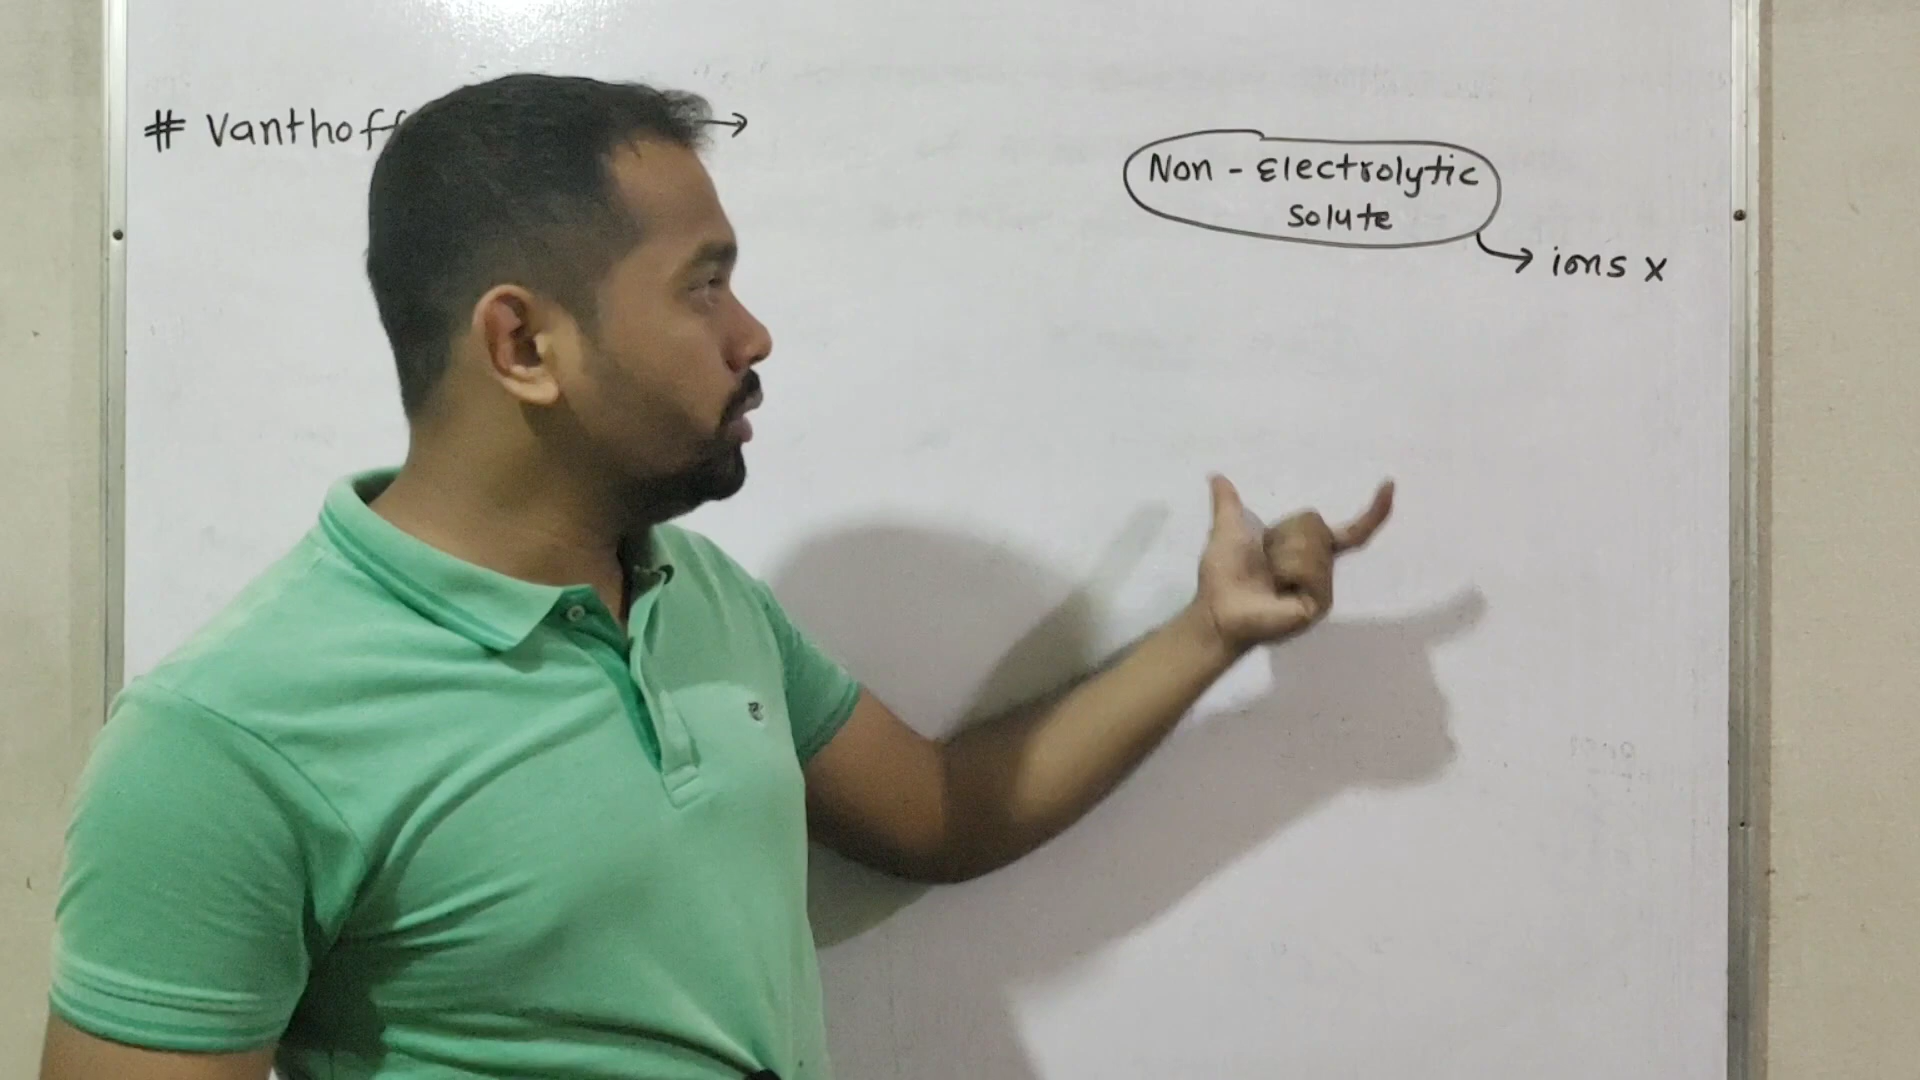 # Vanthoff →
Non - Electrolytic
Solute
→ ions x